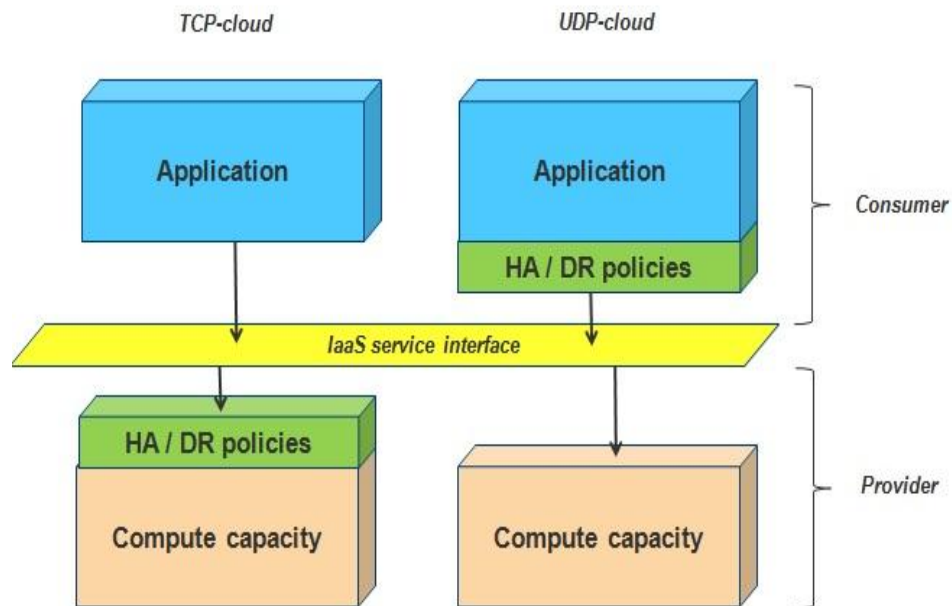 TCP-cloud
UDP-cloud
Application
Application
HA / DR policies
Consumer
IaaS service interface
HA / DR policies
Compute capacity
Compute capacity
Provider